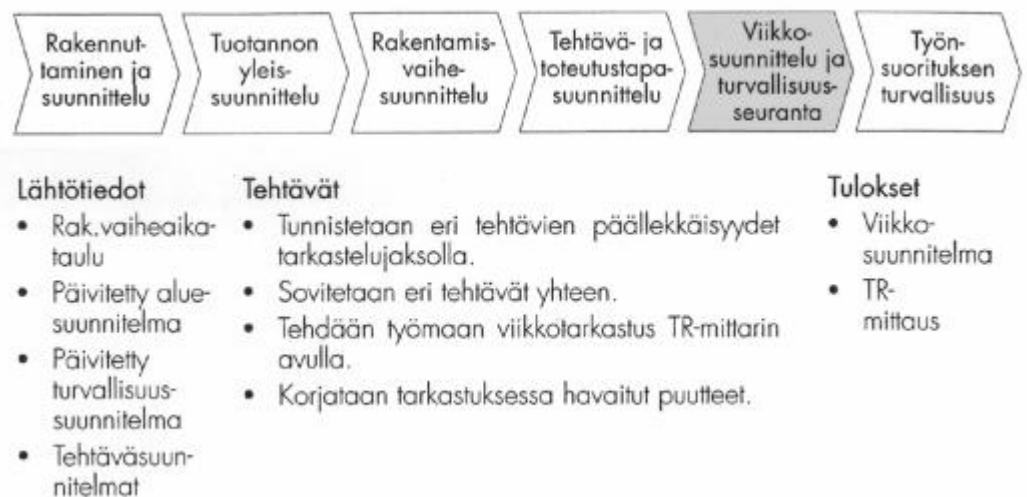 Rakennut-
taminen ja
suunnittelu
Tuotannon
yleis-
suunnittelu
Rakentamis-
vaihe-
suunnittelu
Tehtävä- ja
toteutustapa-
suunnittelu
Viikko-
suunnittelu ja
turvallisuus-
seuranta
Työn-
suorituksen
turvallisuus
Lähtötiedot
• Rak.vaiheaika-
taulu
• Päivitetty alue-
suunnitelma
• Päivitetty
turvallisuus-
suunnitelma
• Tehtäväsuun-
nitelmat
Tehtävät
• Tunnistetaan eri tehtävien päällekkäisyydet
tarkastelujaksolla.
• Sovitetaan eri tehtävät yhteen.
• Tehdään työmaan viikkotarkastus TR-mittarin
avulla.
• Korjataan tarkastuksessa havaitut puutteet.
Tulokset
• Viikko-
suunnitelma
• TR-
mittaus